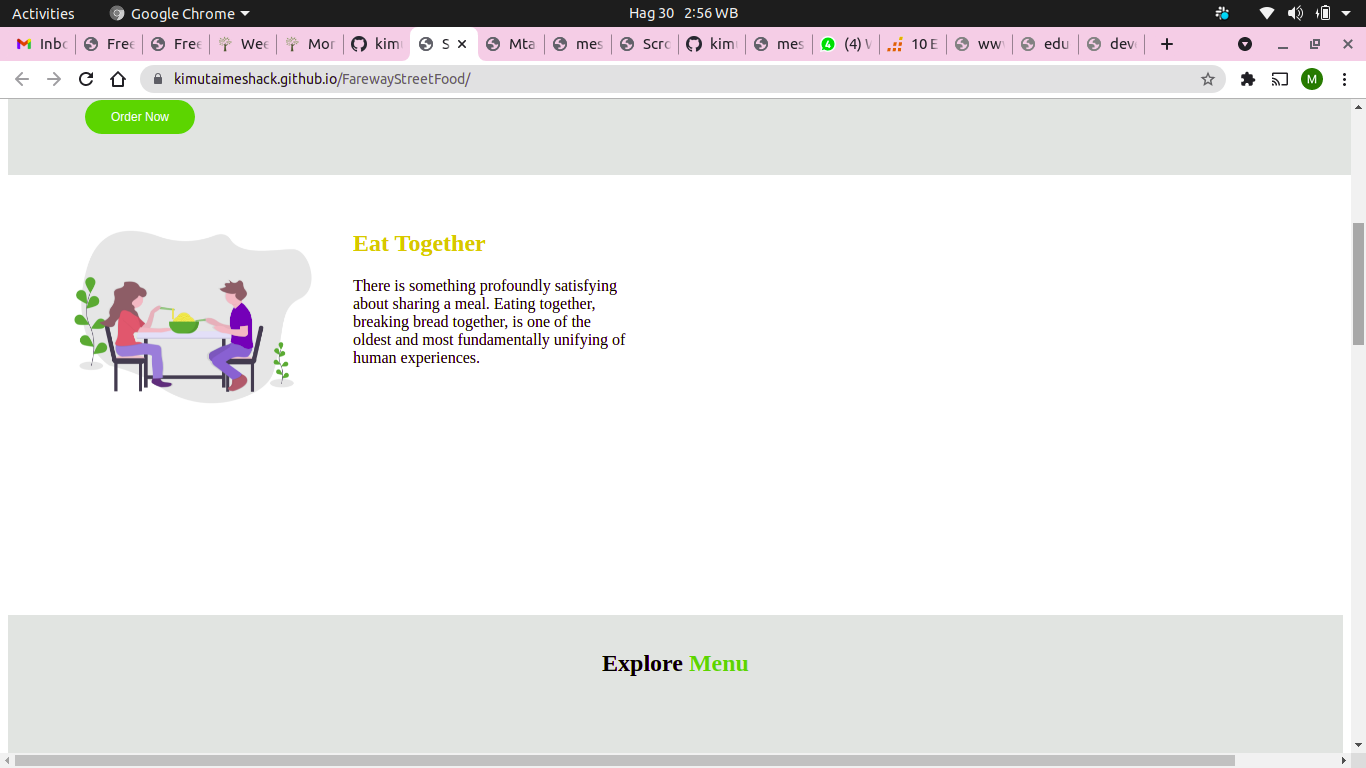 Activities
Google Chrome
Hag 30 2:56 WB
Inbo
Free
Free
Wee
Mor
kim
S
Mta
mes
Scro
kim
mes
(4) W
10 E
ww
edu
dev
kimutaimeshack.github.io/FarewayStreetFood/
M
Order Now
Eat Together
There is something profoundly satisfying
about sharing a meal. Eating together,
breaking bread together, is one of the
oldest and most fundamentally unifying of
human experiences.
Explore Menu